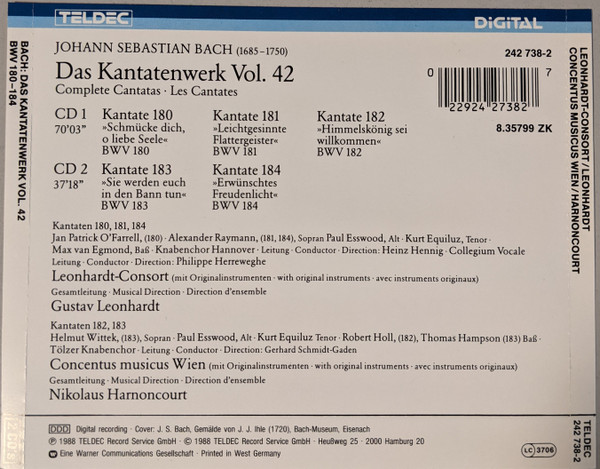 TELDEC DIGITAL
JOHANN SEBASTIAN BACH (1685–1750)
242 738-2
Das Kantatenwerk Vol. 42
Complete Cantatas · Les Cantates
0 22924 27382 7
8.35799 ZK
CD 1 Kantate 180 Kantate 181 Kantate 182
70'03" »Schmücke dich, »Leichtgesinnte »Himmelskönig sei
o liebe Seele« Flattergeister« willkommen«
BWV 180 BWV 181 BWV 182
CD 2 Kantate 183 Kantate 184
37'18" »Sie werden euch »Erwünschtes
in den Bann tun« Freudenlicht«
BWV 183 BWV 184
Kantaten 180, 181, 184
Jan Patrick O'Farrell, (180) · Alexander Raymann, (181, 184), Sopran Paul Esswood, Alt · Kurt Equiluz, Tenor ·
Max van Egmond, Baß · Knabenchor Hannover · Leitung · Conductor · Direction: Heinz Hennig · Collegium Vocale
Leitung · Conductor · Direction: Philippe Herreweghe
Leonhardt-Consort (mit Originalinstrumenten · with original instruments · avec instruments originaux)
Gesamtleitung · Musical Direction · Direction d'ensemble
Gustav Leonhardt
Kantaten 182, 183
Helmut Wittek, (183), Sopran · Paul Esswood, Alt · Kurt Equiluz Tenor · Robert Holl, (182), Thomas Hampson (183) Baß ·
Tölzer Knabenchor · Leitung · Conductor · Direction: Gerhard Schmidt-Gaden
Concentus musicus Wien (mit Originalinstrumenten · with original instruments · avec instruments originaux)
Gesamtleitung · Musical Direction · Direction d'ensemble
Nikolaus Harnoncourt
DDD Digital recording · Cover: J. S. Bach, Gemälde von J. J. Ihle (1720), Bach-Museum, Eisenach
℗ 1988 TELDEC Record Service GmbH · © 1988 TELDEC Record Service GmbH · Heußweg 25 · 2000 Hamburg 20
Eine Warner Communications Gesellschaft · Printed in West Germany
LC 3706
BACH: DAS KANTATENWERK VOL. 42
BWV 180–184
LEONHARDT-CONSORT/LEONHARDT
CONCENTUS MUSICUS WIEN/HARNONCOURT
TELDEC
242 738-2